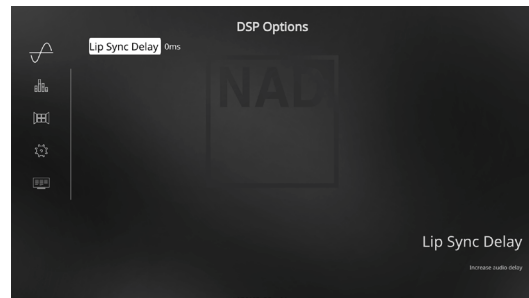 DSP Options
Lip Sync Delay 0ms
NAD
Lip Sync Delay
Increase audio delay